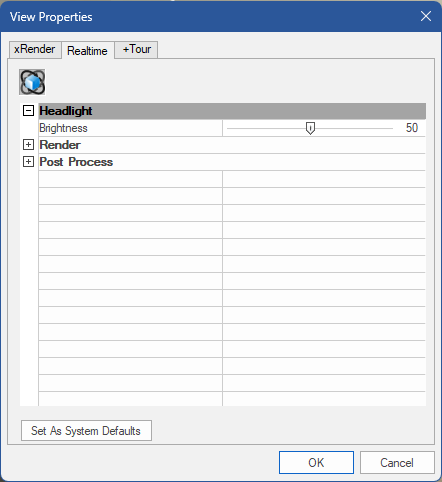 View Properties
xRender Realtime +Tour
Headlight
Brightness 50
Render
Post Process
Set As System Defaults
OK Cancel